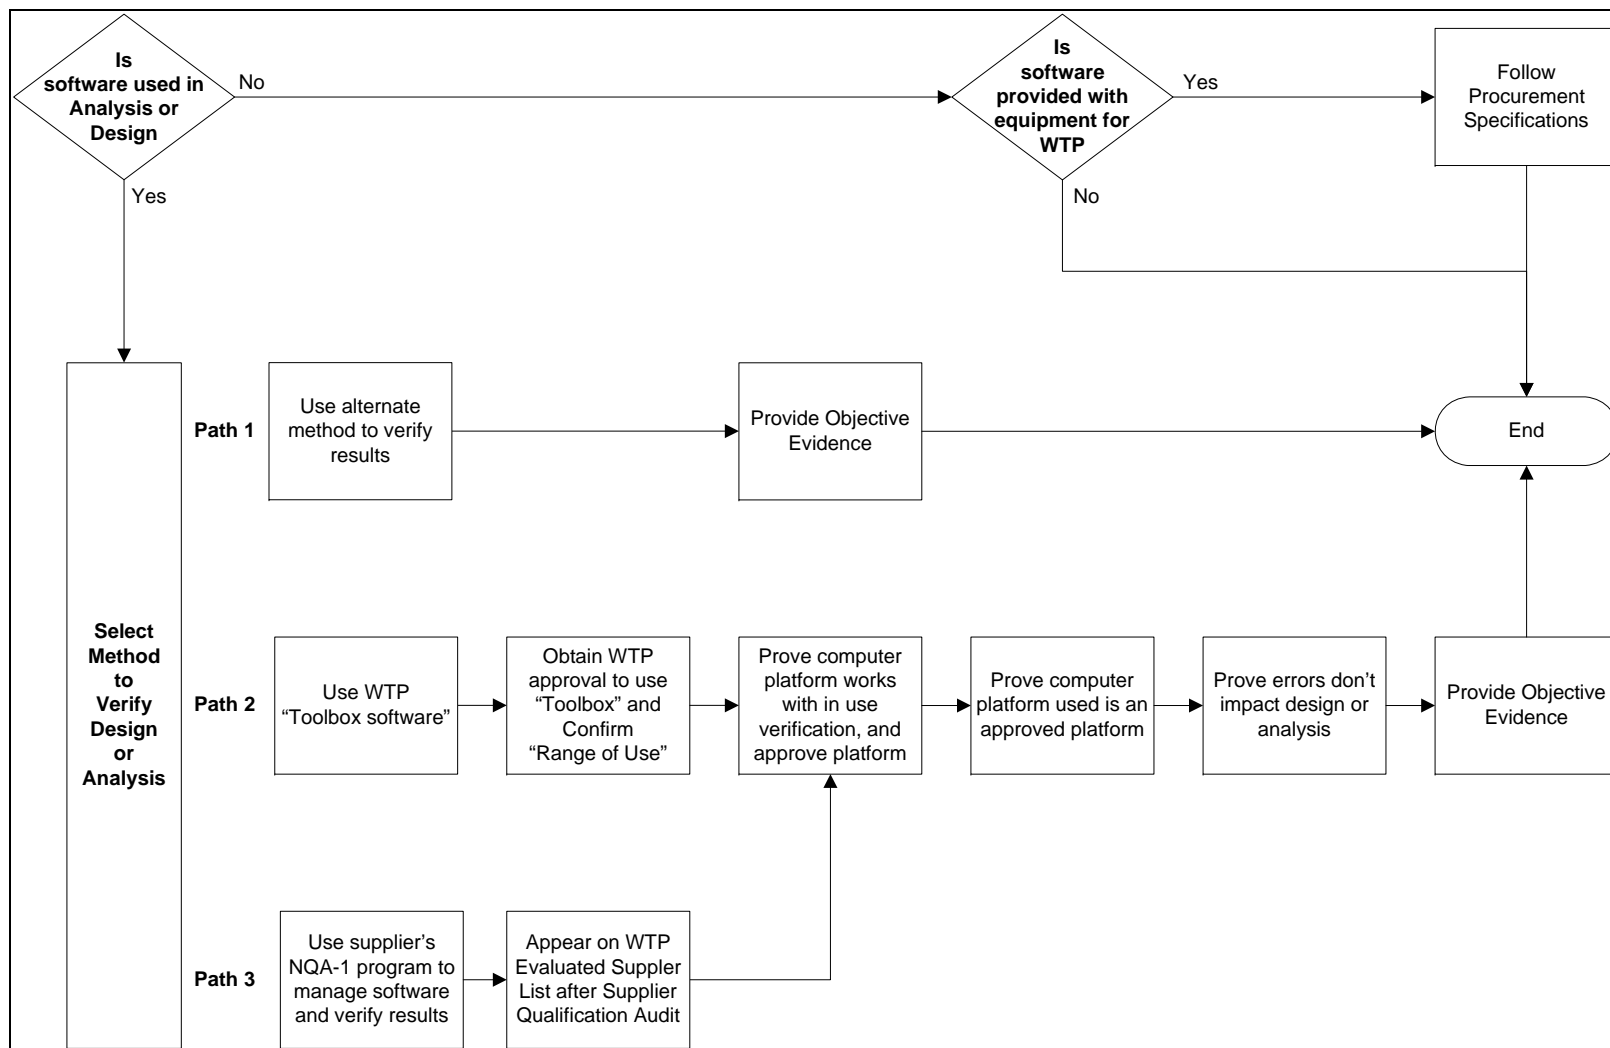 Is
software used in
Analysis or
Design
No
Yes
Is
software
provided with
equipment for
WTP
Yes
No
Follow
Procurement
Specifications
Select
Method
to
Verify
Design
or
Analysis
Path 1
Use alternate
method to verify
results
Provide Objective
Evidence
End
Path 2
Use WTP
“Toolbox software”
Obtain WTP
approval to use
“Toolbox” and
Confirm
“Range of Use”
Prove computer
platform works
with in use
verification, and
approve platform
Prove computer
platform used is an
approved platform
Prove errors don’t
impact design or
analysis
Provide Objective
Evidence
Path 3
Use supplier’s
NQA-1 program to
manage software
and verify results
Appear on WTP
Evaluated Suppler
List after Supplier
Qualification Audit